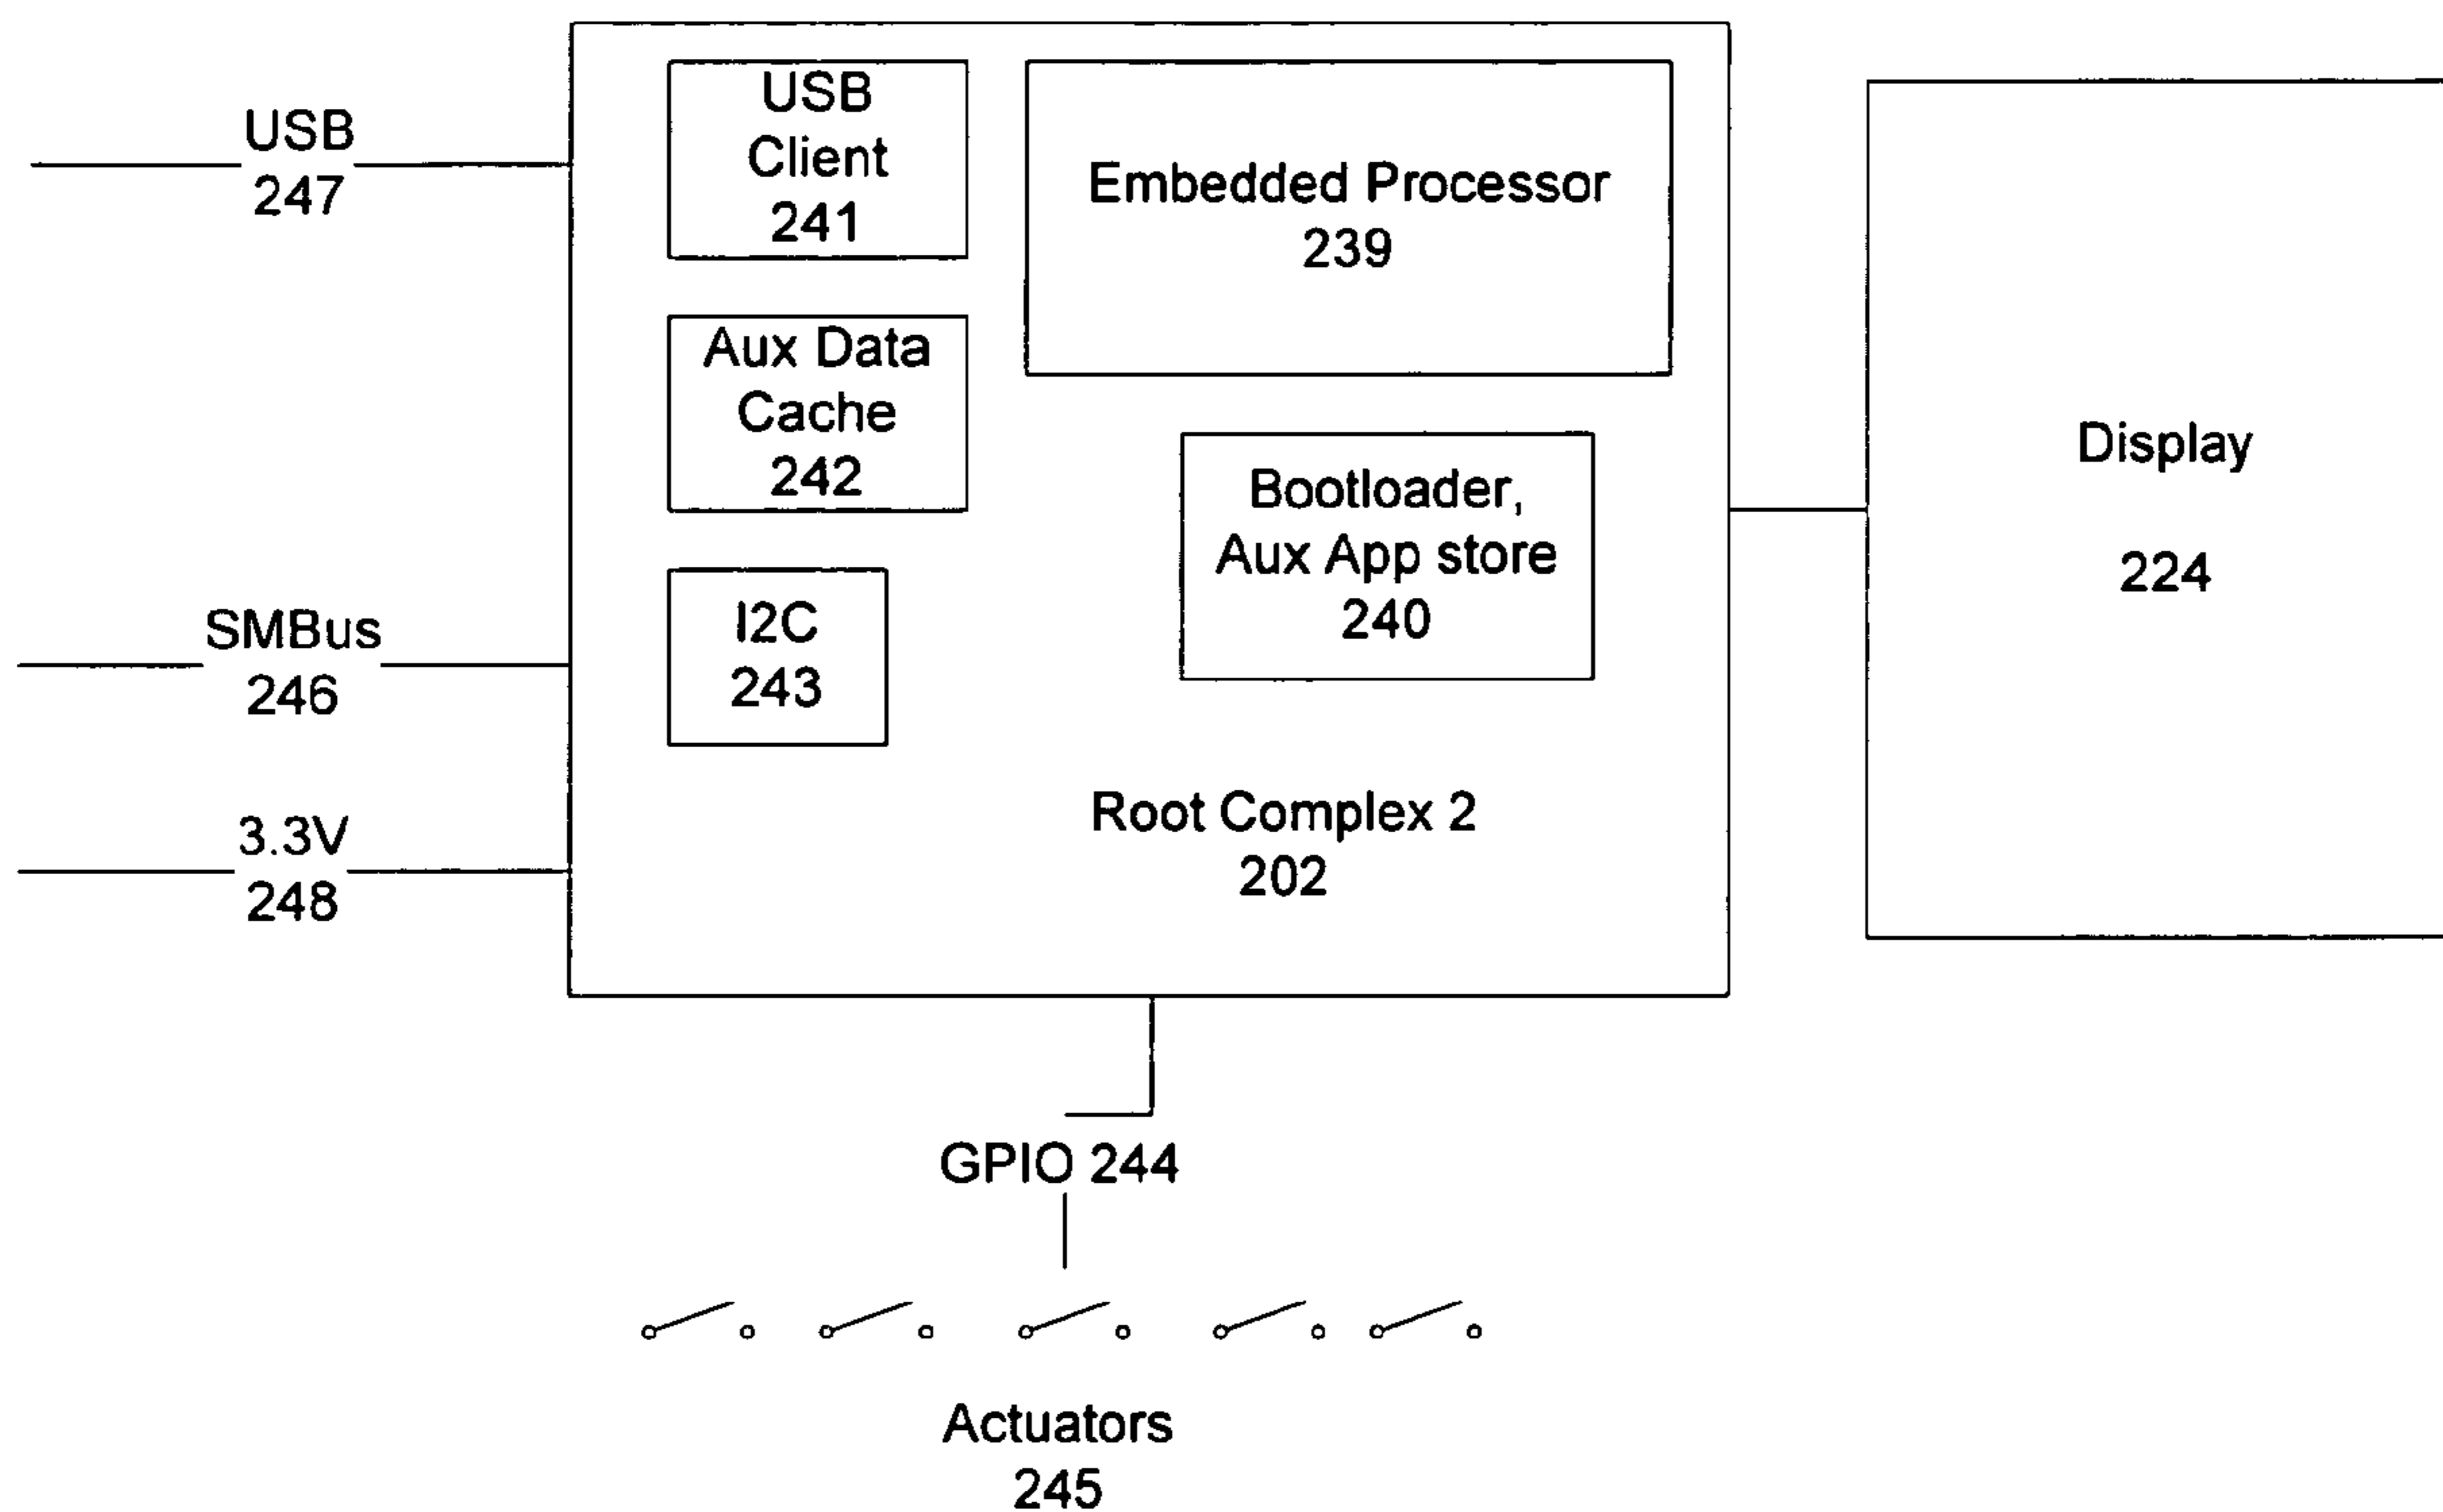 USB
247
SMBus
246
3.3V
248
USB
Client
241
Aux Data
Cache
242
I2C
243
Embedded Processor
239
Bootloader,
Aux App store
240
Root Complex 2
202
Display
224
GPIO 244
Actuators
245